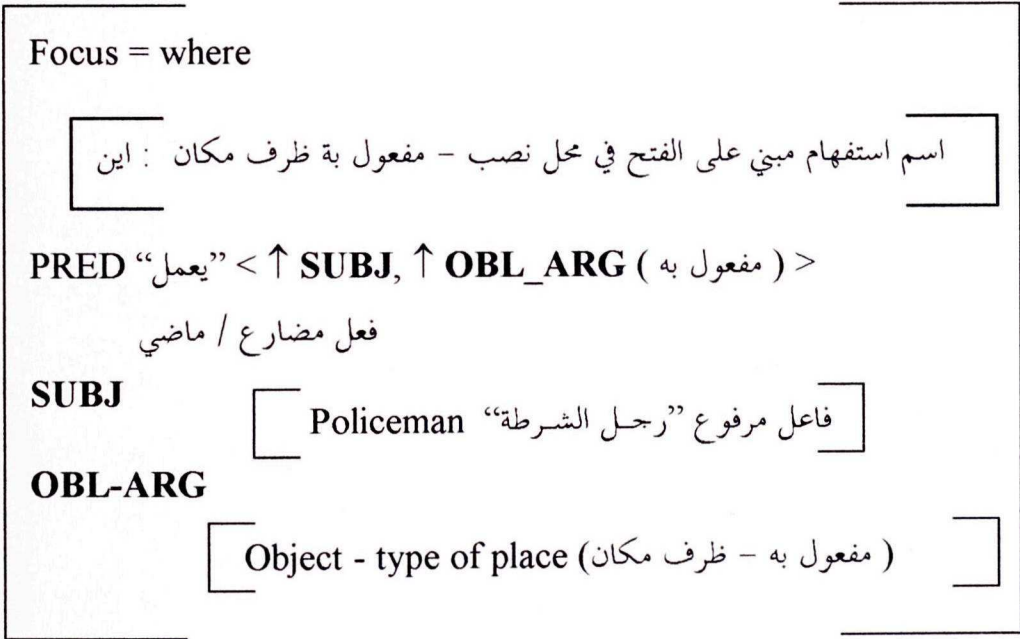 Focus = where
اسم استفهام مبني على الفتح في محل نصب – مفعول بة ظرف مكان : اين
PRED “يعمل” < ↑ SUBJ, ↑ OBL_ARG ( مفعول به ) >
فعل مضارع / ماضي
SUBJ
فاعل مرفوع “رجل الشرطة” Policeman
OBL-ARG
Object - type of place (مفعول به – ظرف مكان )